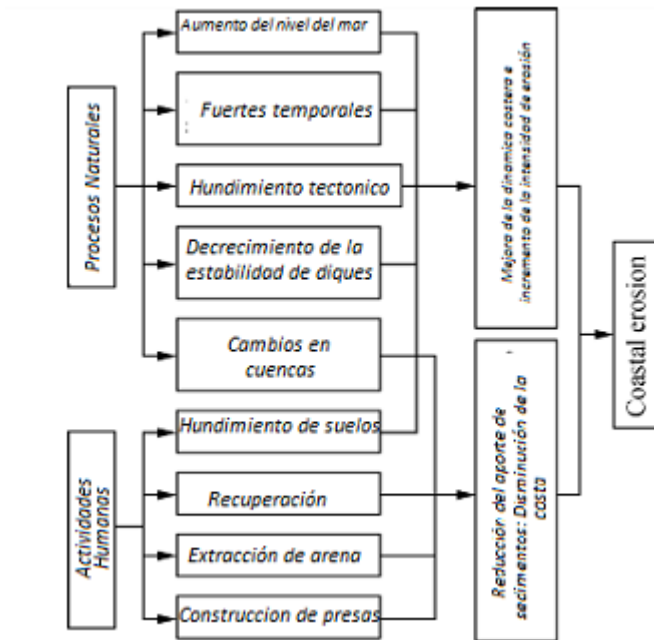 Procesos Naturales
Aumento del nivel del mar
Fuertes temporales
Hundimiento tectonico
Decrecimiento de la
estabilidad de diques
Cambios en
cuencas
Actividades
Humanas
Hundimiento de suelos
Recuperación
Extracción de arena
Construccion de presas
Mejora de la dinamica costera e
incremento de la intensidad de erosión
Reducción del aporte de
secimentos: Disminución de la
costa
Coastal erosion